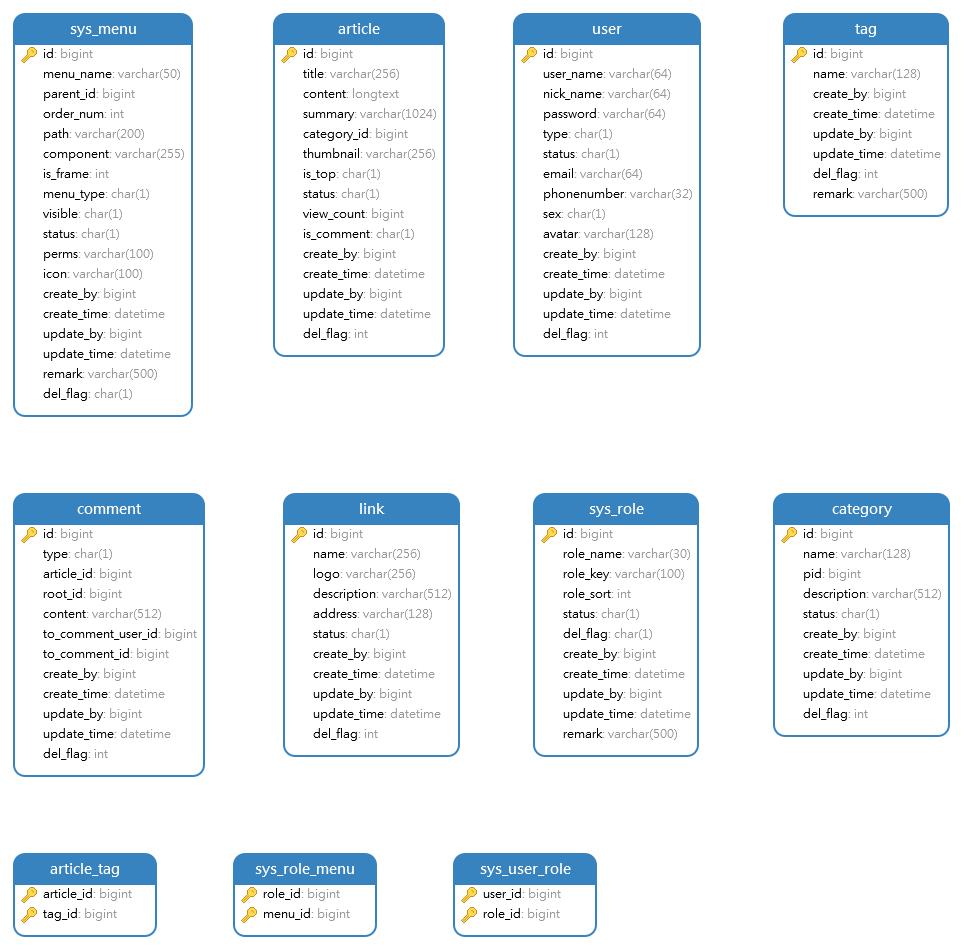 sys_menu
id: bigint
menu_name: varchar(50)
parent_id: bigint
order_num: int
path: varchar(200)
component: varchar(255)
is_frame: int
menu_type: char(1)
visible: char(1)
status: char(1)
perms: varchar(100)
icon: varchar(100)
create_by: bigint
create_time: datetime
update_by: bigint
update_time: datetime
remark: varchar(500)
del_flag: char(1)
article
id: bigint
title: varchar(256)
content: longtext
summary: varchar(1024)
category_id: bigint
thumbnail: varchar(256)
is_top: char(1)
status: char(1)
view_count: bigint
is_comment: char(1)
create_by: bigint
create_time: datetime
update_by: bigint
update_time: datetime
del_flag: int
user
id: bigint
user_name: varchar(64)
nick_name: varchar(64)
password: varchar(64)
type: char(1)
status: char(1)
email: varchar(64)
phonenumber: varchar(32)
sex: char(1)
avatar: varchar(128)
create_by: bigint
create_time: datetime
update_by: bigint
update_time: datetime
del_flag: int
tag
id: bigint
name: varchar(128)
create_by: bigint
create_time: datetime
update_by: bigint
update_time: datetime
del_flag: int
remark: varchar(500)
comment
id: bigint
type: char(1)
article_id: bigint
root_id: bigint
content: varchar(512)
to_comment_user_id: bigint
to_comment_id: bigint
create_by: bigint
create_time: datetime
update_by: bigint
update_time: datetime
del_flag: int
link
id: bigint
name: varchar(256)
logo: varchar(256)
description: varchar(512)
address: varchar(128)
status: char(1)
create_by: bigint
create_time: datetime
update_by: bigint
update_time: datetime
del_flag: int
sys_role
id: bigint
role_name: varchar(30)
role_key: varchar(100)
role_sort: int
status: char(1)
del_flag: char(1)
create_by: bigint
create_time: datetime
update_by: bigint
update_time: datetime
remark: varchar(500)
category
id: bigint
name: varchar(128)
pid: bigint
description: varchar(512)
status: char(1)
create_by: bigint
create_time: datetime
update_by: bigint
update_time: datetime
del_flag: int
article_tag
article_id: bigint
tag_id: bigint
sys_role_menu
role_id: bigint
menu_id: bigint
sys_user_role
user_id: bigint
role_id: bigint